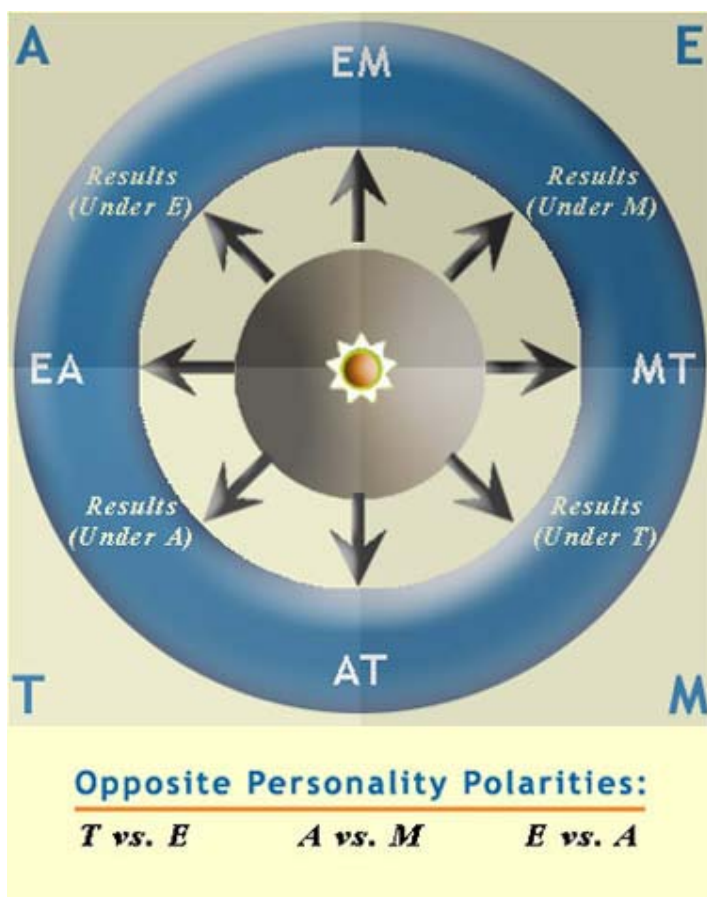 A
E
EM
Results
(Under E)
Results
(Under M)
EA
MT
Results
(Under A)
Results
(Under T)
AT
T
M
Opposite Personality Polarities:
T vs. E
A vs. M
E vs. A